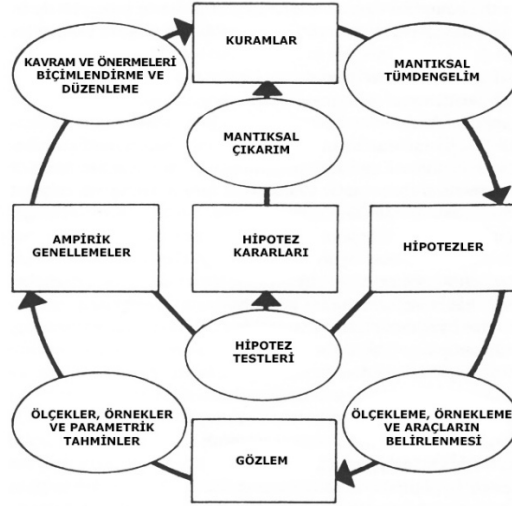 KURAMLAR
KAVRAM VE ÖNERMELERİ
BİÇİMLENDİRME VE
DÜZENLEME
MANTIKSAL
TÜMDENGELİM
MANTIKSAL
ÇIKARIM
AMPİRİK
GENELLEMELER
HİPOTEZ
KARARLARI
HİPOTEZLER
HİPOTEZ
TESTLERİ
ÖLÇEKLER, ÖRNEKLER
VE PARAMETRİK
TAHMİNLER
ÖLÇEKLEME, ÖRNEKLEME
VE ARAÇLARIN
BELİRLENMESİ
GÖZLEM